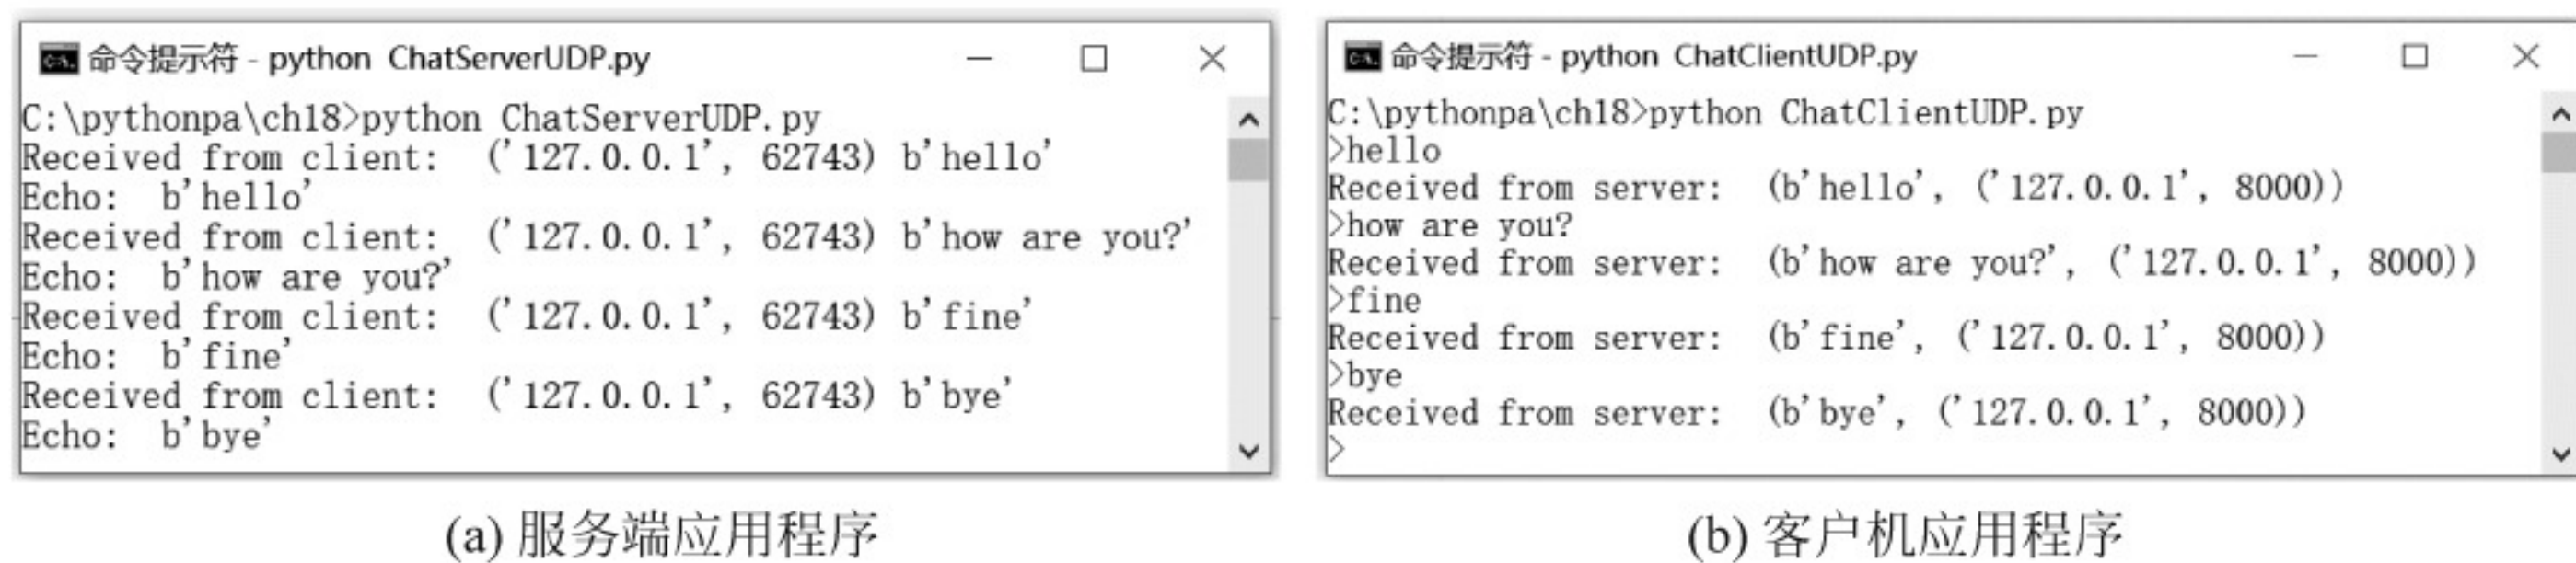 命令提示符 - python ChatServerUDP.py
C:\pythonpa\ch18>python ChatServerUDP.py
Received from client:  ('127.0.0.1', 62743) b'hello'
Echo:  b'hello'
Received from client:  ('127.0.0.1', 62743) b'how are you?'
Echo:  b'how are you?'
Received from client:  ('127.0.0.1', 62743) b'fine'
Echo:  b'fine'
Received from client:  ('127.0.0.1', 62743) b'bye'
Echo:  b'bye'
(a) 服务端应用程序
命令提示符 - python ChatClientUDP.py
C:\pythonpa\ch18>python ChatClientUDP.py
>hello
Received from server:  (b'hello', ('127.0.0.1', 8000))
>how are you?
Received from server:  (b'how are you?', ('127.0.0.1', 8000))
>fine
Received from server:  (b'fine', ('127.0.0.1', 8000))
>bye
Received from server:  (b'bye', ('127.0.0.1', 8000))
>
(b) 客户机应用程序